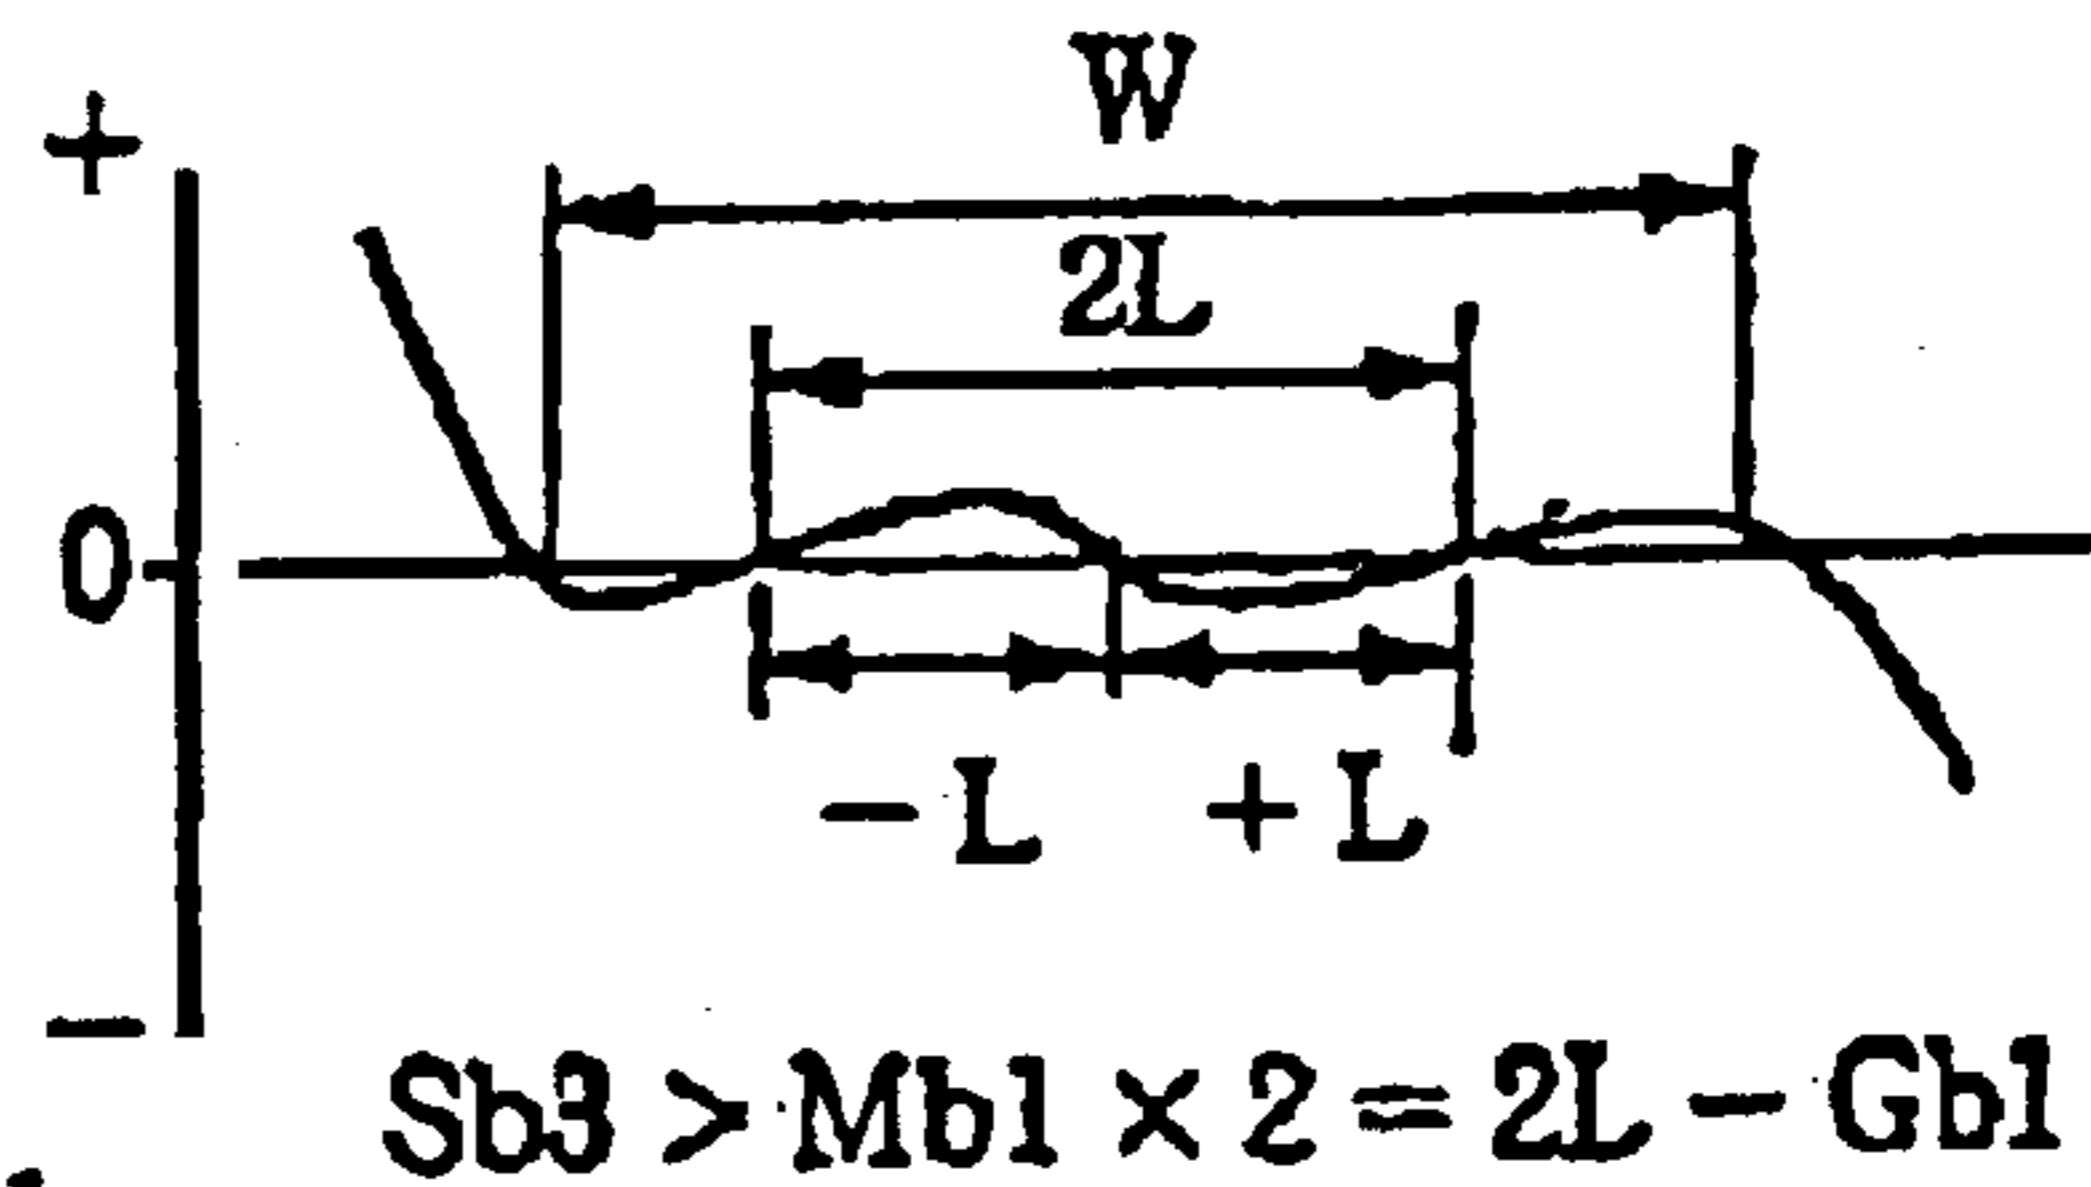 +
W
2L
0
−L +L
−
Sb3 > Mb1 × 2 = 2L − Gb1